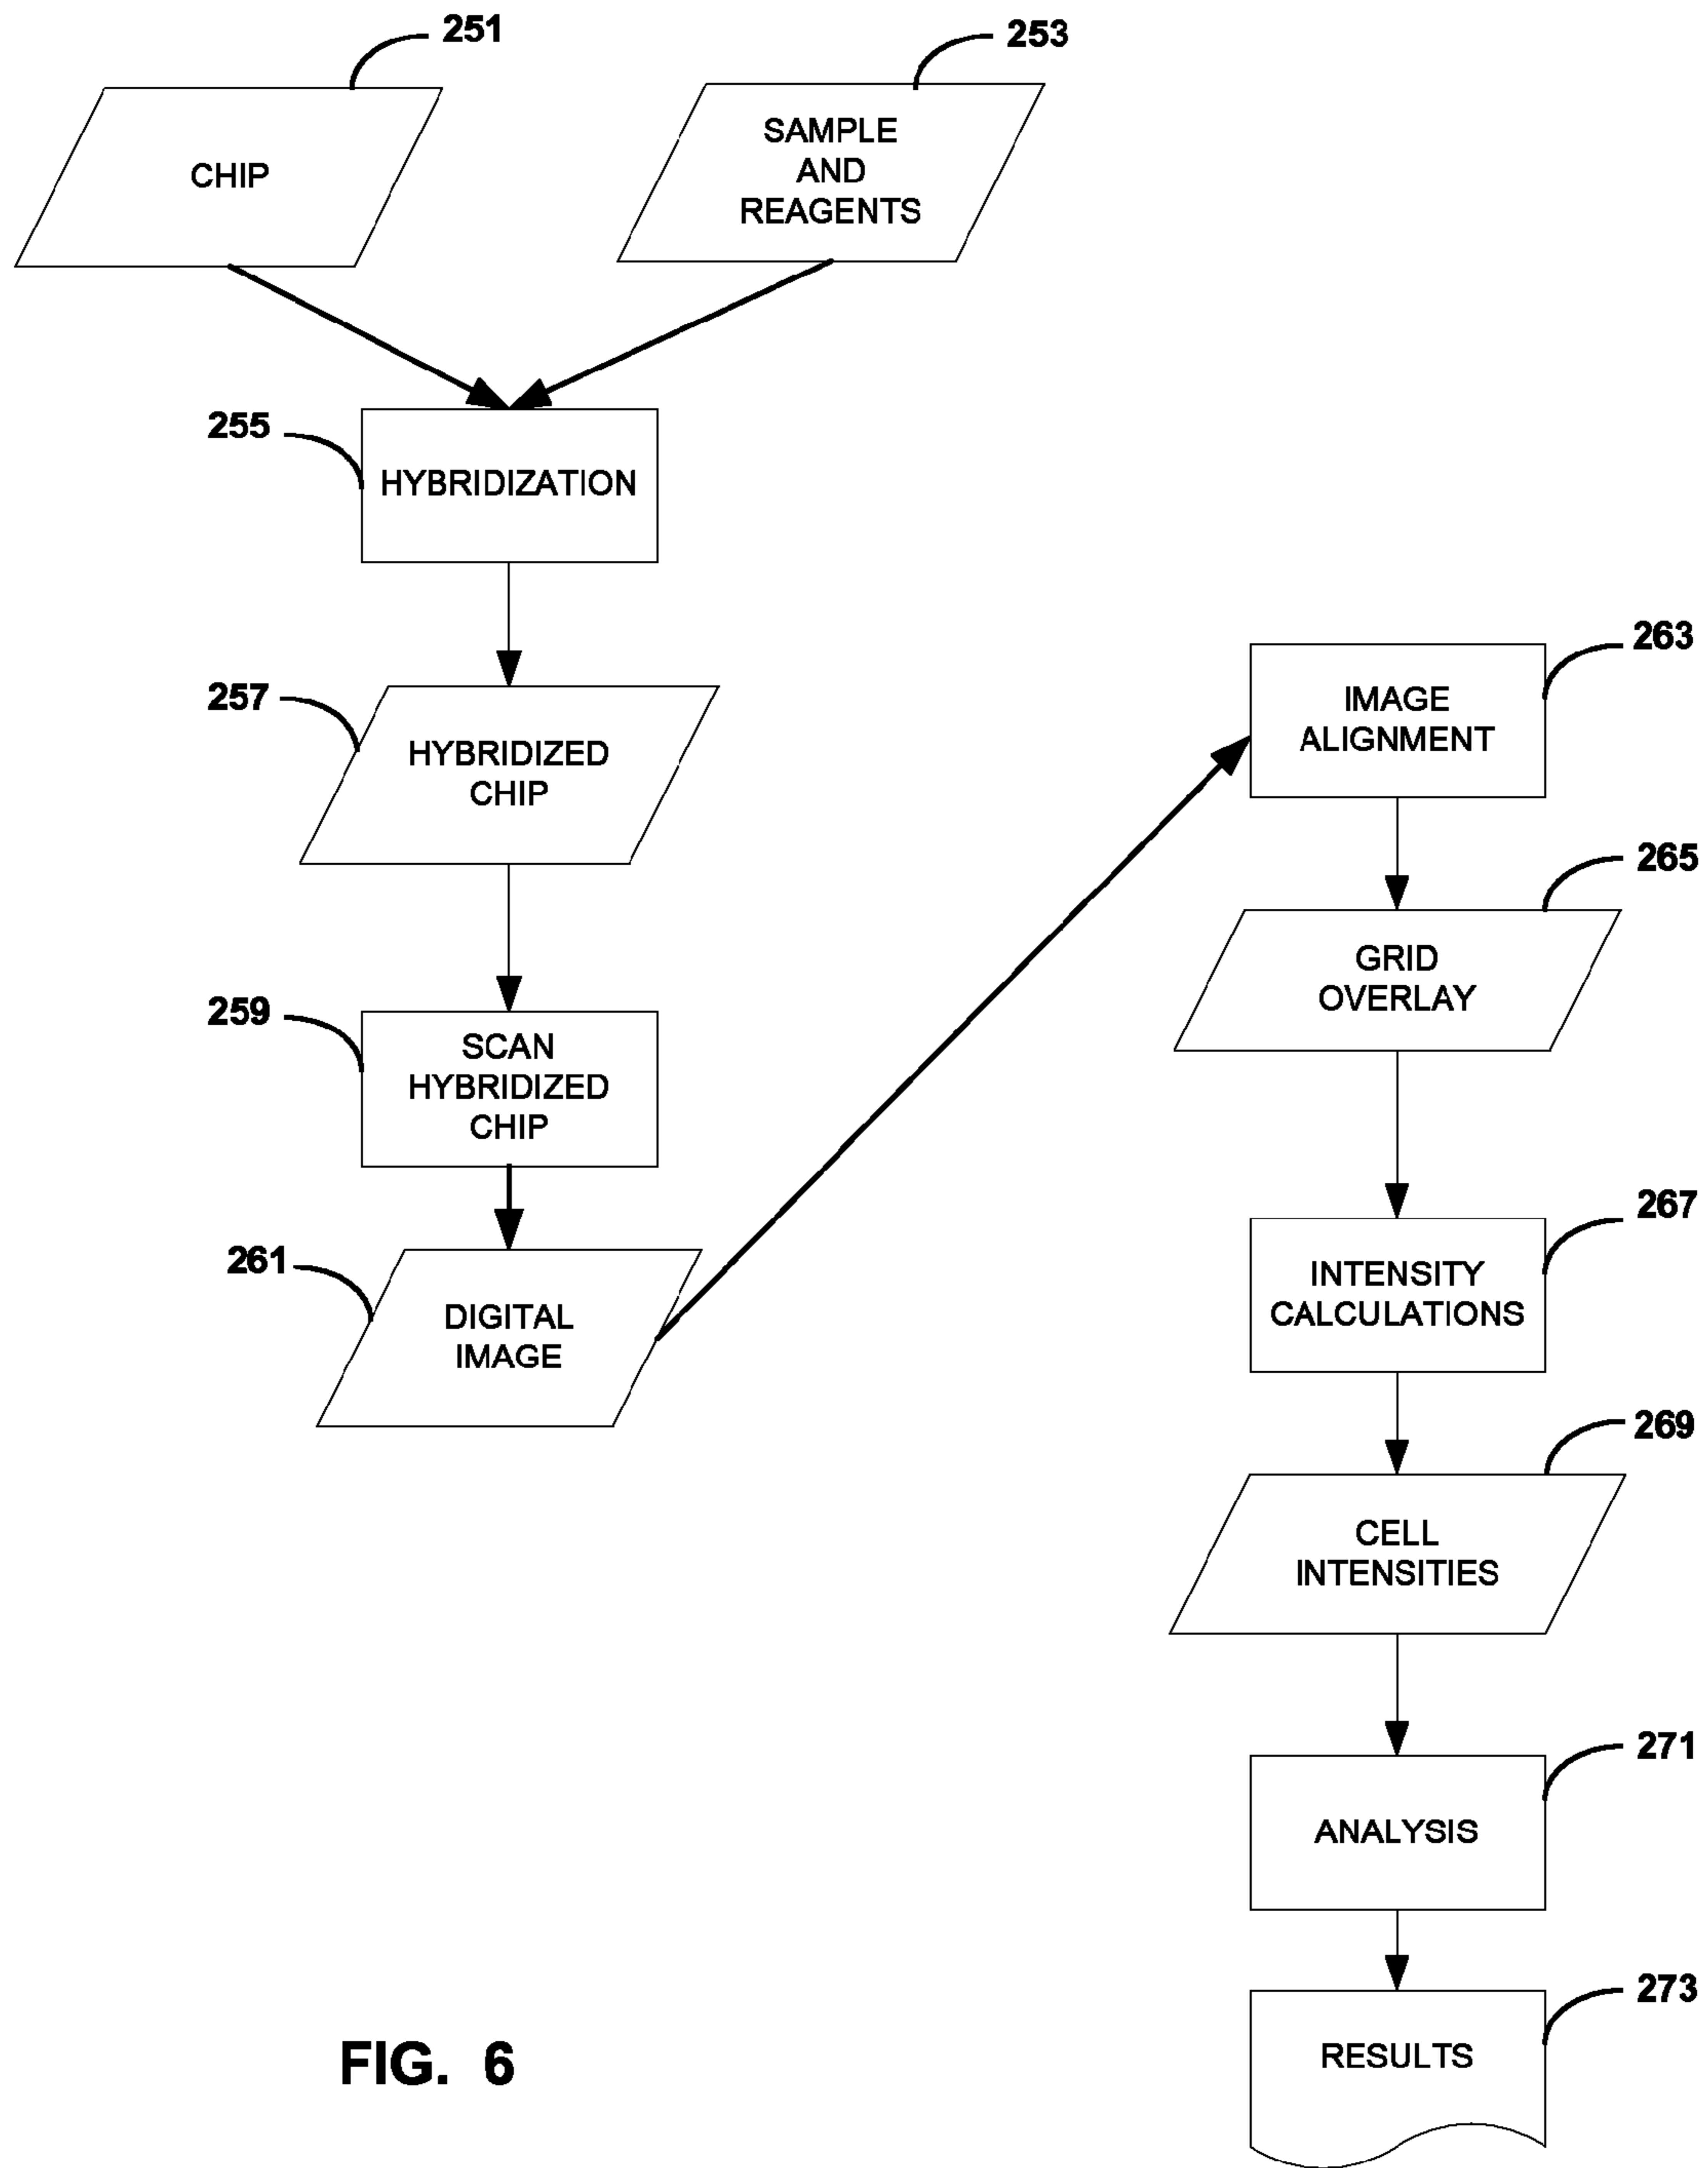 251
253
CHIP
SAMPLE
AND
REAGENTS
255
HYBRIDIZATION
257
HYBRIDIZED
CHIP
259
SCAN
HYBRIDIZED
CHIP
261
DIGITAL
IMAGE
263
IMAGE
ALIGNMENT
265
GRID
OVERLAY
267
INTENSITY
CALCULATIONS
269
CELL
INTENSITIES
271
ANALYSIS
273
RESULTS
FIG. 6